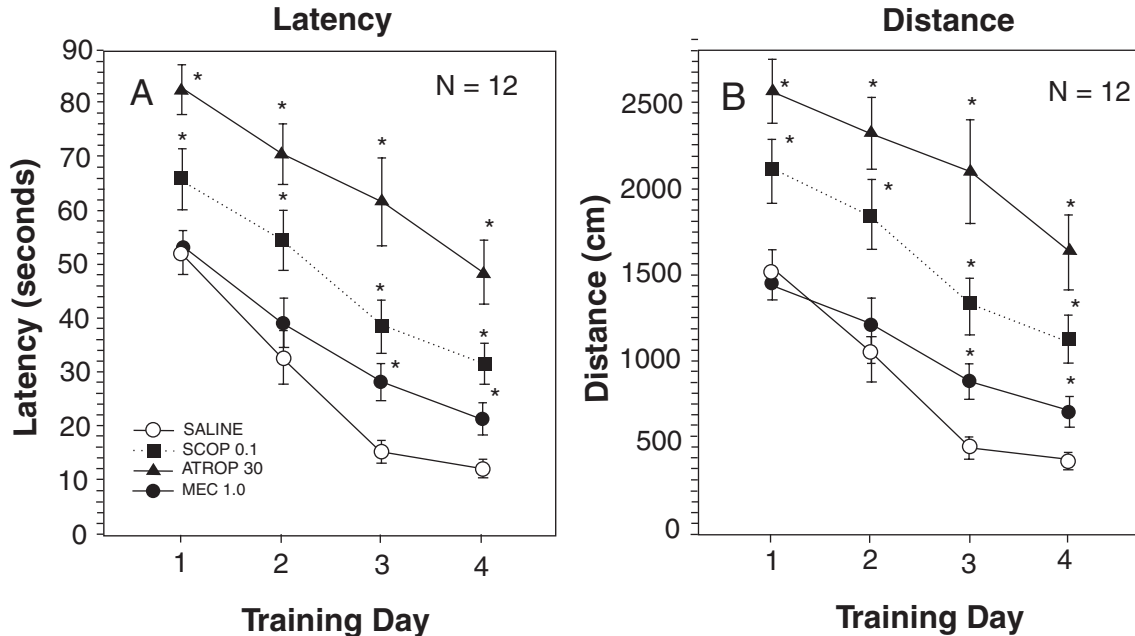 Latency
Distance
A
N = 12
B
N = 12
Latency (seconds)
90
80
70
60
50
40
30
20
10
0
SALINE
SCOP 0.1
ATROP 30
MEC 1.0
1 2 3 4
Training Day
Distance (cm)
2500
2000
1500
1000
500
0
1 2 3 4
Training Day
* * * *
* * * *
* *
* * * *
* * * *
* *